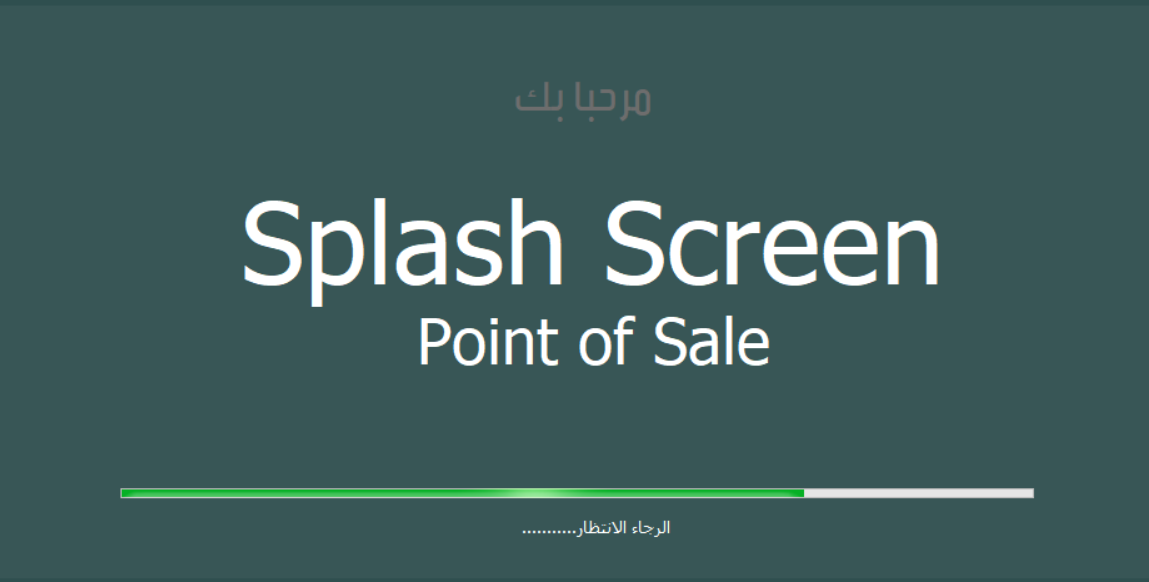 مرحبا بك
Splash Screen
Point of Sale
الرجاء الانتظار...........